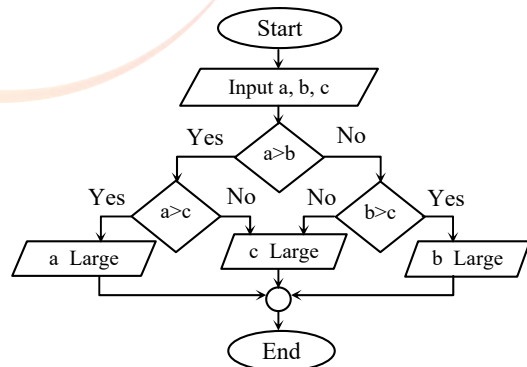 Start
Input a, b, c
Yes
No
a>b
Yes
No
No
Yes
a>c
b>c
a Large
c Large
b Large
End